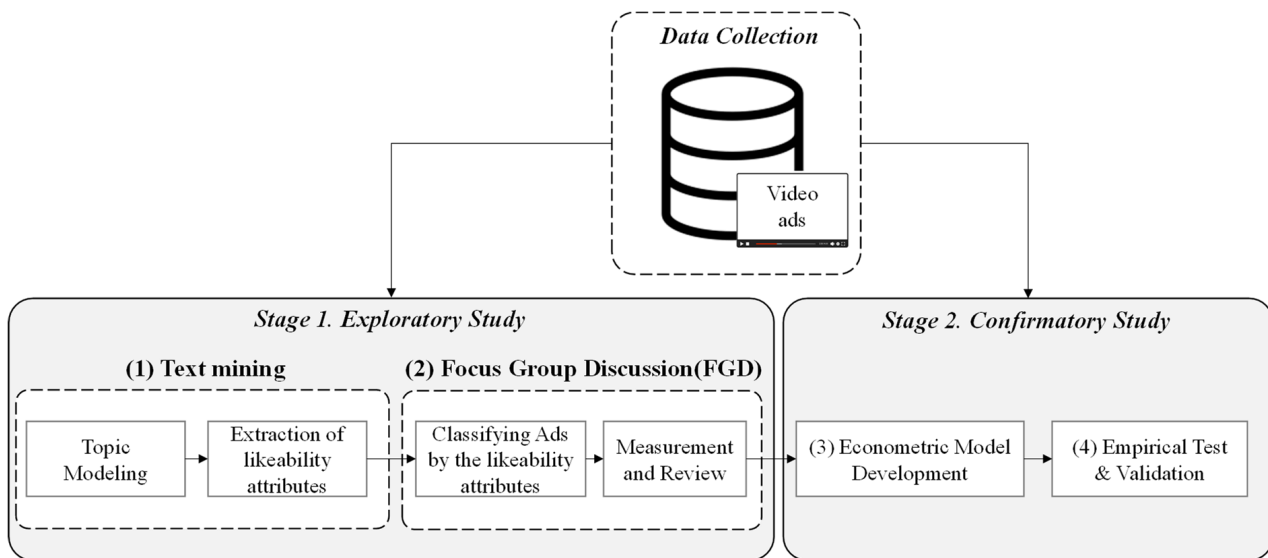 Data Collection
Video
ads
Stage 1. Exploratory Study
(1) Text mining
(2) Focus Group Discussion(FGD)
Topic
Modeling
Extraction of
likeability
attributes
Classifying Ads
by the likeability
attributes
Measurement
and Review
Stage 2. Confirmatory Study
(3) Econometric Model
Development
(4) Empirical Test
& Validation